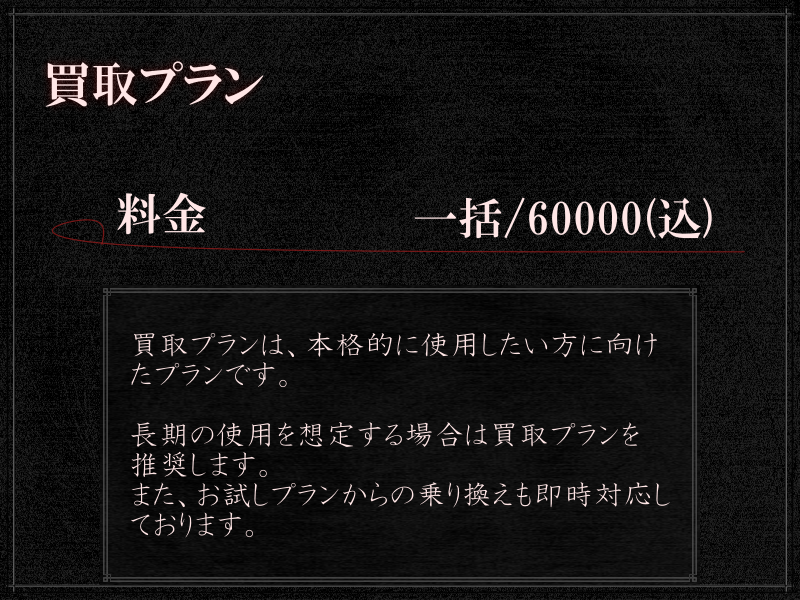 買取プラン
料金
一括/60000(込)
買取プランは、本格的に使用したい方に向け
たプランです。
長期の使用を想定する場合は買取プランを
推奨します。
また、お試しプランからの乗り換えも即時対応し
ております。